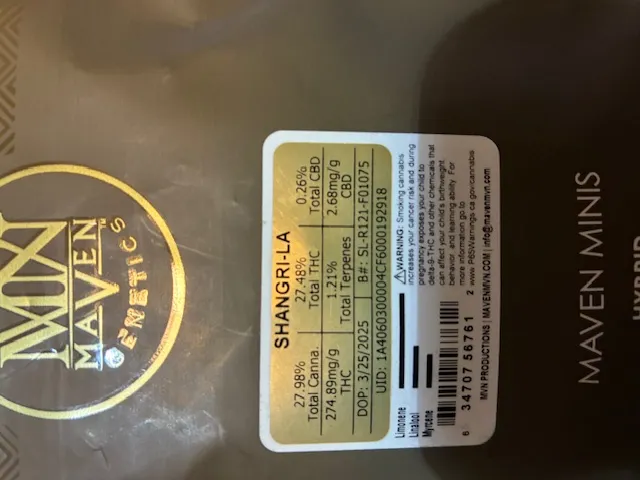 MVN
MAVEN™
GENETICS
SHANGRI-LA
27.98% 27.48% 0.26%
Total Canna. Total THC Total CBD
274.89mg/g 1.21% 2.68mg/g
THC Total Terpenes CBD
DOP: 3/25/2025 B#: SL-R121-F01075
UID: 1A4060300004CF6000192918
Limonene
Linalool
Myrcene
⚠WARNING: Smoking cannabis
increases your cancer risk and during
pregnancy exposes your child to
delta-9-THC and other chemicals that
can affect your child's birthweight,
behavior, and learning ability. For
more information go to
www.P65Warnings.ca.gov/cannabis
6 34707 56761 2
MVN PRODUCTIONS | MAVENMVN.COM | info@mavenmvn.com
MAVEN MINIS
HYBRID